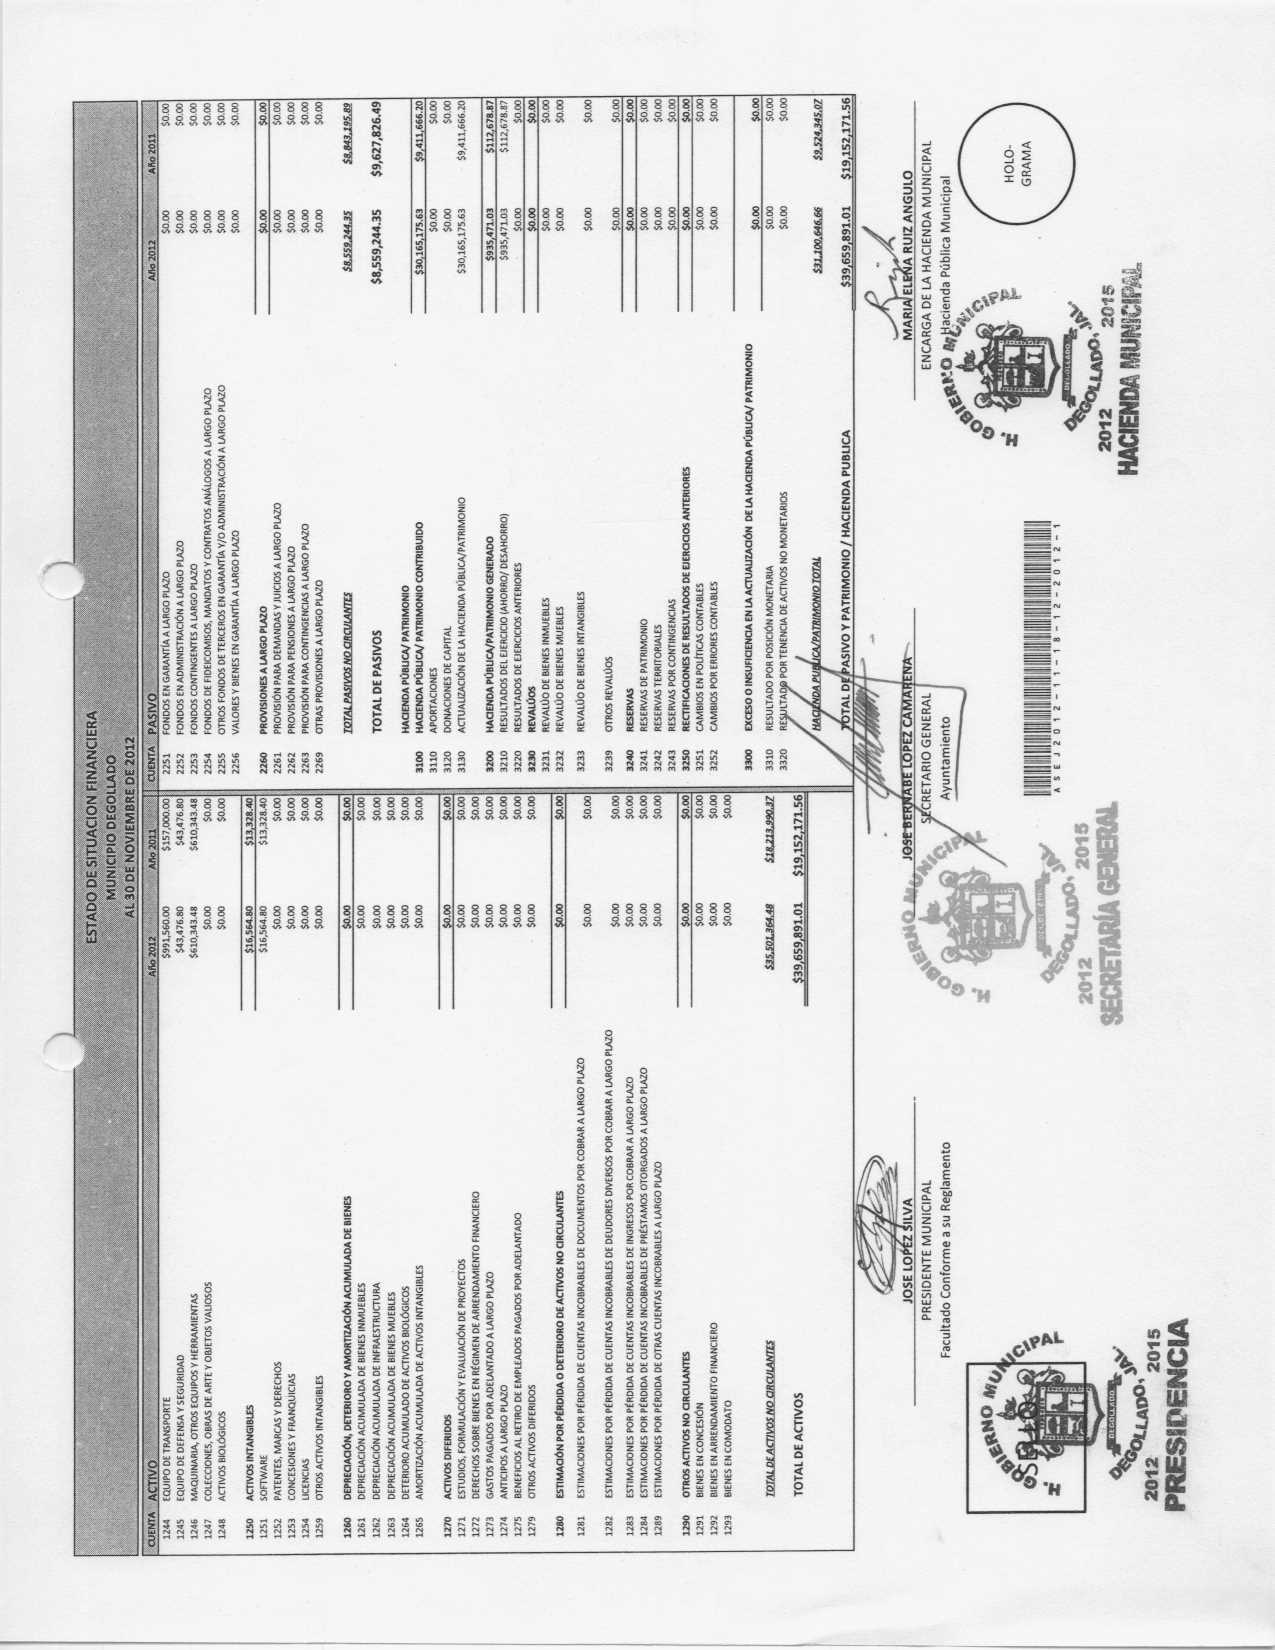 ESTADO DE SITUACION FINANCIERA
MUNICIPIO DEGOLLADO
AL 30 DE NOVIEMBRE DE 2012
CUENTA ACTIVO Año 2012 Año 2011
1244 EQUIPO DE TRANSPORTE $991,560.00 $157,000.00
1245 EQUIPO DE DEFENSA Y SEGURIDAD $43,476.80 $43,476.80
1246 MAQUINARIA, OTROS EQUIPOS Y HERRAMIENTAS $610,343.48 $610,343.48
1247 COLECCIONES, OBRAS DE ARTE Y OBJETOS VALIOSOS $0.00 $0.00
1248 ACTIVOS BIOLÓGICOS $0.00 $0.00
1250 ACTIVOS INTANGIBLES $16,564.80 $13,328.40
1251 SOFTWARE $16,564.80 $13,328.40
1252 PATENTES, MARCAS Y DERECHOS $0.00 $0.00
1253 CONCESIONES Y FRANQUICIAS $0.00 $0.00
1254 LICENCIAS $0.00 $0.00
1259 OTROS ACTIVOS INTANGIBLES $0.00 $0.00
1260 DEPRECIACIÓN, DETERIORO Y AMORTIZACIÓN ACUMULADA DE BIENES $0.00 $0.00
1261 DEPRECIACIÓN ACUMULADA DE BIENES INMUEBLES $0.00 $0.00
1262 DEPRECIACIÓN ACUMULADA DE INFRAESTRUCTURA $0.00 $0.00
1263 DEPRECIACIÓN ACUMULADA DE BIENES MUEBLES $0.00 $0.00
1264 DETERIORO ACUMULADO DE ACTIVOS BIOLÓGICOS $0.00 $0.00
1265 AMORTIZACIÓN ACUMULADA DE ACTIVOS INTANGIBLES $0.00 $0.00
1270 ACTIVOS DIFERIDOS $0.00 $0.00
1271 ESTUDIOS, FORMULACIÓN Y EVALUACIÓN DE PROYECTOS $0.00 $0.00
1272 DERECHOS SOBRE BIENES EN RÉGIMEN DE ARRENDAMIENTO FINANCIERO $0.00 $0.00
1273 GASTOS PAGADOS POR ADELANTADO A LARGO PLAZO $0.00 $0.00
1274 ANTICIPOS A LARGO PLAZO $0.00 $0.00
1275 BENEFICIOS AL RETIRO DE EMPLEADOS PAGADOS POR ADELANTADO $0.00 $0.00
1279 OTROS ACTIVOS DIFERIDOS $0.00 $0.00
1280 ESTIMACIÓN POR PÉRDIDA O DETERIORO DE ACTIVOS NO CIRCULANTES $0.00 $0.00
1281 ESTIMACIONES POR PÉRDIDA DE CUENTAS INCOBRABLES DE DOCUMENTOS POR COBRAR A LARGO PLAZO $0.00 $0.00
1282 ESTIMACIONES POR PÉRDIDA DE CUENTAS INCOBRABLES DE DEUDORES DIVERSOS POR COBRAR A LARGO PLAZO $0.00 $0.00
1283 ESTIMACIONES POR PÉRDIDA DE CUENTAS INCOBRABLES DE INGRESOS POR COBRAR A LARGO PLAZO $0.00 $0.00
1284 ESTIMACIONES POR PÉRDIDA DE CUENTAS INCOBRABLES DE PRÉSTAMOS OTORGADOS A LARGO PLAZO $0.00 $0.00
1289 ESTIMACIONES POR PÉRDIDA DE OTRAS CUENTAS INCOBRABLES A LARGO PLAZO $0.00 $0.00
1290 OTROS ACTIVOS NO CIRCULANTES $0.00 $0.00
1291 BIENES EN CONCESIÓN $0.00 $0.00
1292 BIENES EN ARRENDAMIENTO FINANCIERO $0.00 $0.00
1293 BIENES EN COMODATO $0.00 $0.00
TOTAL DE ACTIVOS NO CIRCULANTES $35,501,364.48 $18,213,990.37
TOTAL DE ACTIVOS $39,659,891.01 $19,152,171.56
CUENTA PASIVO Año 2012 Año 2011
2251 FONDOS EN GARANTÍA A LARGO PLAZO $0.00 $0.00
2252 FONDOS EN ADMINISTRACIÓN A LARGO PLAZO $0.00 $0.00
2253 FONDOS CONTINGENTES A LARGO PLAZO $0.00 $0.00
2254 FONDOS DE FIDEICOMISOS, MANDATOS Y CONTRATOS ANÁLOGOS A LARGO PLAZO $0.00 $0.00
2255 OTROS FONDOS DE TERCEROS EN GARANTÍA Y/O ADMINISTRACIÓN A LARGO PLAZO $0.00 $0.00
2256 VALORES Y BIENES EN GARANTÍA A LARGO PLAZO $0.00 $0.00
2260 PROVISIONES A LARGO PLAZO $0.00 $0.00
2261 PROVISIÓN PARA DEMANDAS Y JUICIOS A LARGO PLAZO $0.00 $0.00
2262 PROVISIÓN PARA PENSIONES A LARGO PLAZO $0.00 $0.00
2263 PROVISIÓN PARA CONTINGENCIAS A LARGO PLAZO $0.00 $0.00
2269 OTRAS PROVISIONES A LARGO PLAZO $0.00 $0.00
TOTAL PASIVOS NO CIRCULANTES $8,559,244.35 $8,843,195.89
TOTAL DE PASIVOS $8,559,244.35 $9,627,826.49
HACIENDA PÚBLICA/ PATRIMONIO
3100 HACIENDA PÚBLICA/ PATRIMONIO CONTRIBUIDO $30,165,175.63 $9,411,666.20
3110 APORTACIONES $0.00 $0.00
3120 DONACIONES DE CAPITAL $0.00 $0.00
3130 ACTUALIZACIÓN DE LA HACIENDA PÚBLICA/PATRIMONIO $30,165,175.63 $9,411,666.20
3200 HACIENDA PÚBLICA/PATRIMONIO GENERADO $935,471.03 $112,678.87
3210 RESULTADOS DEL EJERCICIO (AHORRO/ DESAHORRO) $935,471.03 $112,678.87
3220 RESULTADOS DE EJERCICIOS ANTERIORES $0.00 $0.00
3230 REVALÚOS $0.00 $0.00
3231 REVALÚO DE BIENES INMUEBLES $0.00 $0.00
3232 REVALÚO DE BIENES MUEBLES $0.00 $0.00
3233 REVALÚO DE BIENES INTANGIBLES $0.00 $0.00
3239 OTROS REVALÚOS $0.00 $0.00
3240 RESERVAS $0.00 $0.00
3241 RESERVAS DE PATRIMONIO $0.00 $0.00
3242 RESERVAS TERRITORIALES $0.00 $0.00
3243 RESERVAS POR CONTINGENCIAS $0.00 $0.00
3250 RECTIFICACIONES DE RESULTADOS DE EJERCICIOS ANTERIORES $0.00 $0.00
3251 CAMBIOS EN POLÍTICAS CONTABLES $0.00 $0.00
3252 CAMBIOS POR ERRORES CONTABLES $0.00 $0.00
3300 EXCESO O INSUFICIENCIA EN LA ACTUALIZACIÓN DE LA HACIENDA PÚBLICA/ PATRIMONIO $0.00 $0.00
3310 RESULTADO POR POSICIÓN MONETARIA $0.00 $0.00
3320 RESULTADO POR TENENCIA DE ACTIVOS NO MONETARIOS $0.00 $0.00
HACIENDA PUBLICA/PATRIMONIO TOTAL $31,100,646.66 $9,524,345.07
TOTAL DE PASIVO Y PATRIMONIO / HACIENDA PUBLICA $39,659,891.01 $19,152,171.56
JOSE LOPEZ SILVA
PRESIDENTE MUNICIPAL
Facultado Conforme a su Reglamento
JOSE BERNABE LOPEZ CAMARENA
SECRETARIO GENERAL
Ayuntamiento
MARIA ELENA RUIZ ANGULO
ENCARGA DE LA HACIENDA MUNICIPAL
Hacienda Pública Municipal
SELLO
H. GOBIERNO MUNICIPAL
DEGOLLADO
DEGOLLADO, JAL.
2012 2015
PRESIDENCIA
H. GOBIERNO MUNICIPAL
DEGOLLADO
DEGOLLADO, JAL.
2012 2015
SECRETARÍA GENERAL
ASEJ2012-11-18-12-2012-1
H. GOBIERNO MUNICIPAL
DEGOLLADO
DEGOLLADO, JAL.
2012 2015
HACIENDA MUNICIPAL
HOLO-
GRAMA